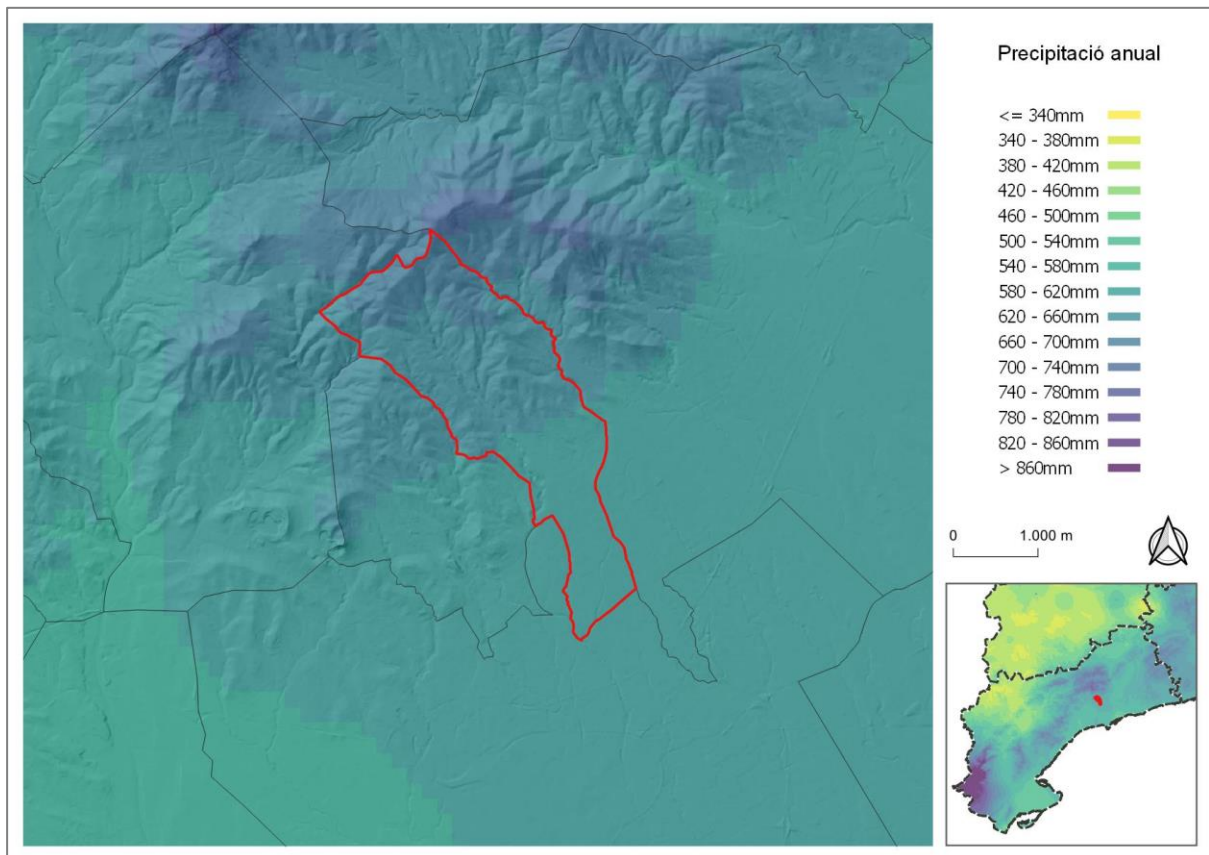 Precipitació anual
<= 340mm
340 - 380mm
380 - 420mm
420 - 460mm
460 - 500mm
500 - 540mm
540 - 580mm
580 - 620mm
620 - 660mm
660 - 700mm
700 - 740mm
740 - 780mm
780 - 820mm
820 - 860mm
> 860mm
0 1.000 m